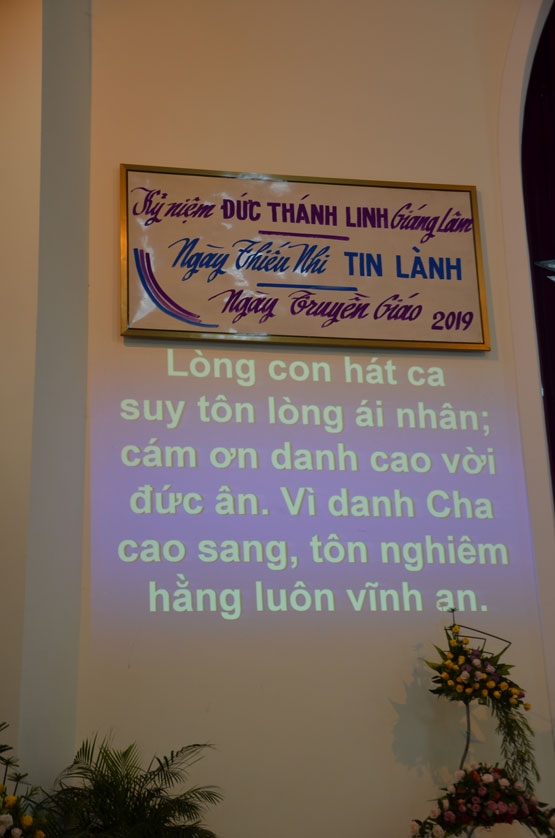 Kỷ niệm ĐỨC THÁNH LINH Giáng Lâm
Ngày Thiếu Nhi TIN LÀNH
Ngày Truyền Giáo 2019
Lòng con hát ca
suy tôn lòng ái nhân;
cám ơn danh cao vời
đức ân. Vì danh Cha
cao sang, tôn nghiêm
hằng luôn vĩnh an.